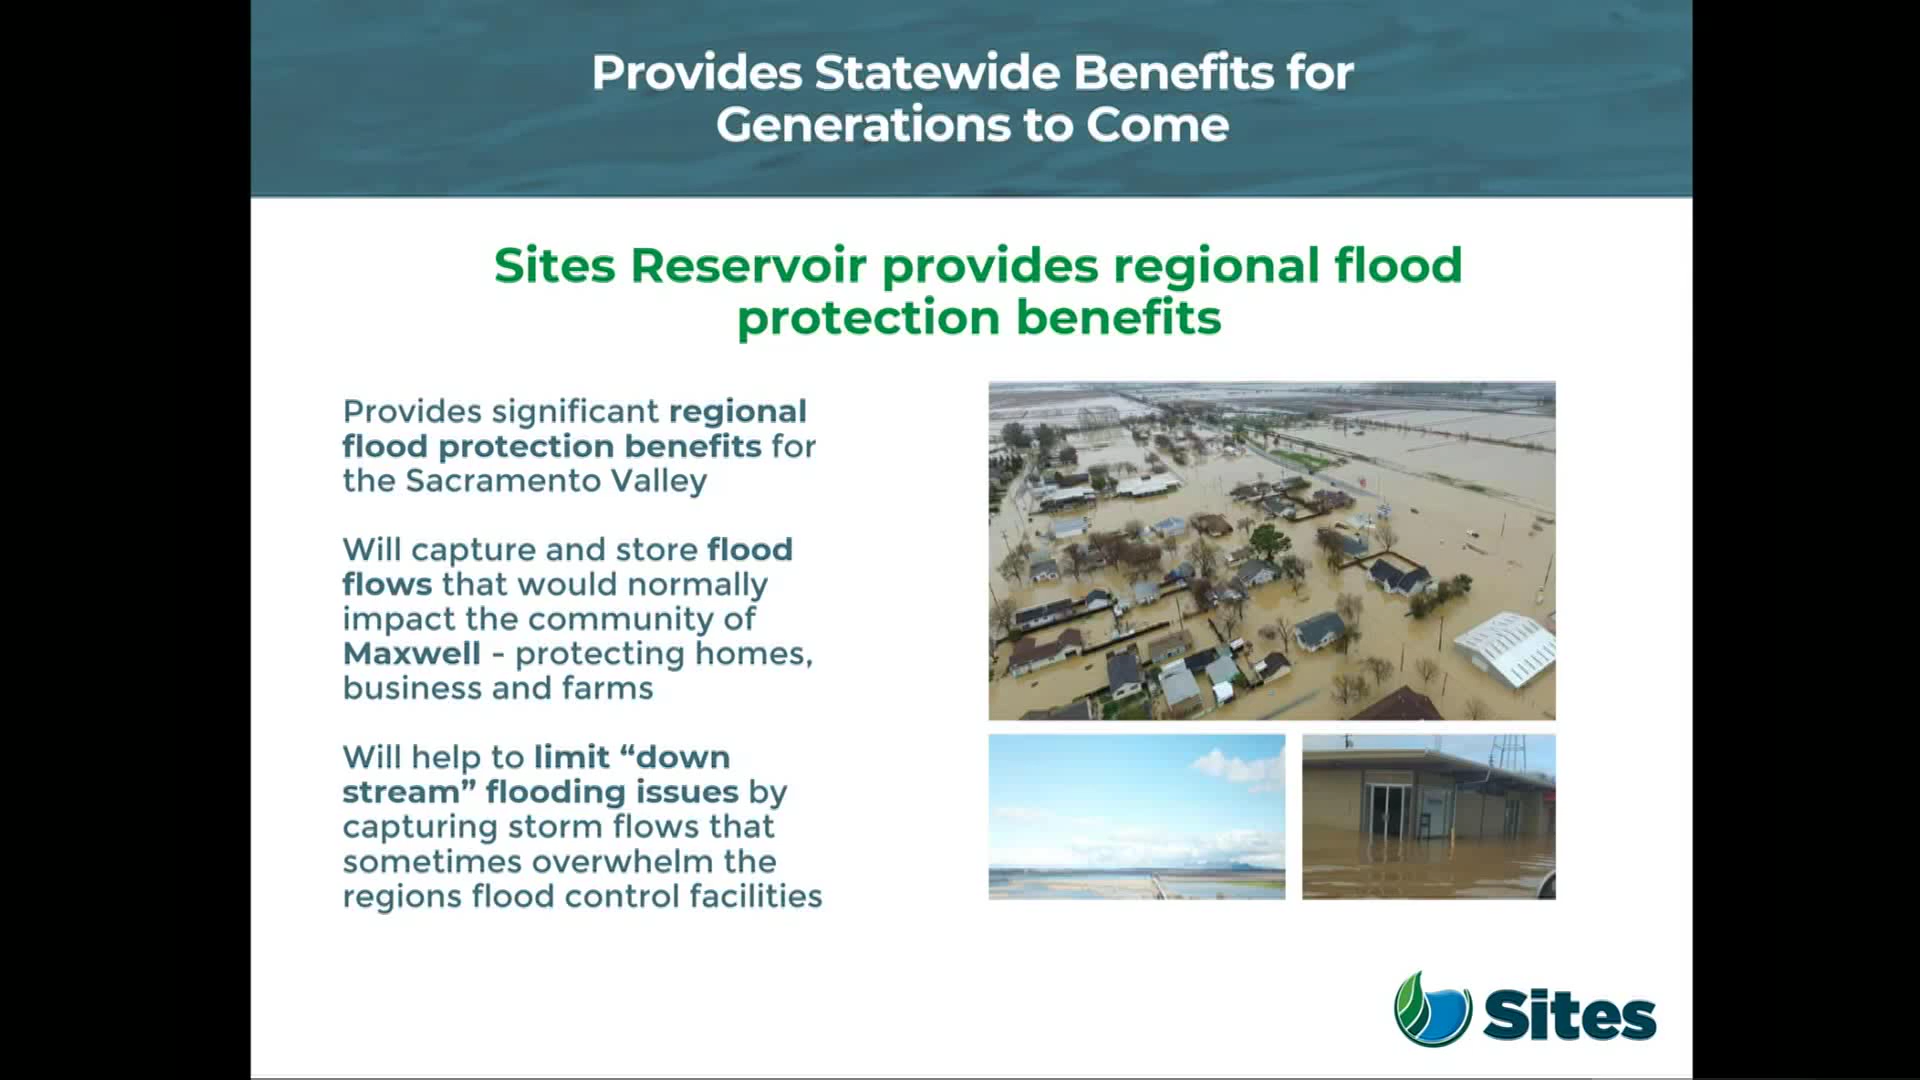 Provides Statewide Benefits for
Generations to Come
Sites Reservoir provides regional flood
protection benefits
Provides significant regional
flood protection benefits for
the Sacramento Valley
Will capture and store flood
flows that would normally
impact the community of
Maxwell - protecting homes,
business and farms
Will help to limit “down
stream” flooding issues by
capturing storm flows that
sometimes overwhelm the
regions flood control facilities
Sites